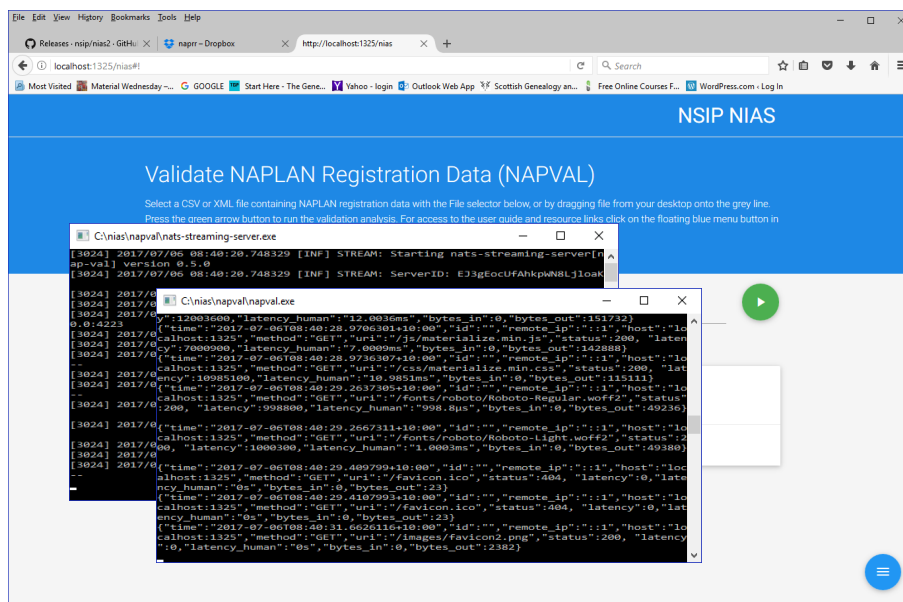 File Edit View History Bookmarks Tools Help
Releases · nsip/nias2 · GitHu
naprr – Dropbox
http://localhost:1325/nias
localhost:1325/nias#!
Search
Most Visited Material Wednesday –... GOOGLE Start Here - The Gene... Yahoo - login Outlook Web App Scottish Genealogy an... Free Online Courses F... WordPress.com ‹ Log In
NSIP NIAS
Validate NAPLAN Registration Data (NAPVAL)
Select a CSV or XML file containing NAPLAN registration data with the File selector below, or by dragging file from your desktop onto the grey line.
Press the green arrow button to run the validation analysis. For access to the user guide and resource links click on the floating blue menu button in
C:\nias\napval\nats-streaming-server.exe
[3024] 2017/07/06 08:40:20.748329 [INF] STREAM: Starting nats-streaming-server[n
ap-val] version 0.5.0
[3024] 2017/07/06 08:40:20.748329 [INF] STREAM: ServerID: EJ3gEocUfAhkpWN8Ljloak
[3024] 2017/0
[3024] 2017/0
[3024] 2017/0
0.0:4223
[3024] 2017/0
[3024] 2017/0
[3024] 2017/0
--
[3024] 2017/0
[3024] 2017/0
--
[3024] 2017/0
[3024] 2017/0
[3024] 2017/0
[3024] 2017/0
[3024] 2017/0
--
C:\nias\napval\napval.exe
y":12003600,"latency_human":"12.0036ms","bytes_in":0,"bytes_out":151732}
{"time":"2017-07-06T08:40:28.9706301+10:00","id":"","remote_ip":"::1","host":"lo
calhost:1325","method":"GET","uri":"/js/materialize.min.js","status":200, "laten
cy":7000900,"latency_human":"7.0009ms","bytes_in":0,"bytes_out":142888}
{"time":"2017-07-06T08:40:28.9736307+10:00","id":"","remote_ip":"::1","host":"lo
calhost:1325","method":"GET","uri":"/css/materialize.min.css","status":200, "lat
ency":10985100,"latency_human":"10.9851ms","bytes_in":0,"bytes_out":115111}
{"time":"2017-07-06T08:40:29.2637305+10:00","id":"","remote_ip":"::1","host":"lo
calhost:1325","method":"GET","uri":"/fonts/roboto/Roboto-Regular.woff2","status"
:200, "latency":998800,"latency_human":"998.8µs","bytes_in":0,"bytes_out":49236}
{"time":"2017-07-06T08:40:29.2667311+10:00","id":"","remote_ip":"::1","host":"lo
calhost:1325","method":"GET","uri":"/fonts/roboto/Roboto-Light.woff2","status":2
00, "latency":1000300,"latency_human":"1.0003ms","bytes_in":0,"bytes_out":49380}
{"time":"2017-07-06T08:40:29.409799+10:00","id":"","remote_ip":"::1","host":"loc
alhost:1325","method":"GET","uri":"/favicon.ico","status":404, "latency":0,"late
ncy_human":"0s","bytes_in":0,"bytes_out":23}
{"time":"2017-07-06T08:40:29.4107993+10:00","id":"","remote_ip":"::1","host":"lo
calhost:1325","method":"GET","uri":"/favicon.ico","status":404, "latency":0,"lat
ency_human":"0s","bytes_in":0,"bytes_out":23}
{"time":"2017-07-06T08:40:31.6626116+10:00","id":"","remote_ip":"::1","host":"lo
calhost:1325","method":"GET","uri":"/images/favicon2.png","status":200, "latency
":0,"latency_human":"0s","bytes_in":0,"bytes_out":2382}